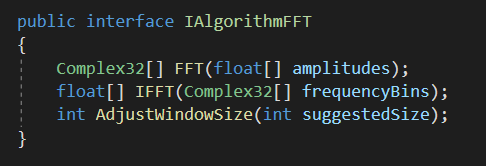 public interface IAlgorithmFFT
{
    Complex32[] FFT(float[] amplitudes);
    float[] IFFT(Complex32[] frequencyBins);
    int AdjustWindowSize(int suggestedSize);
}